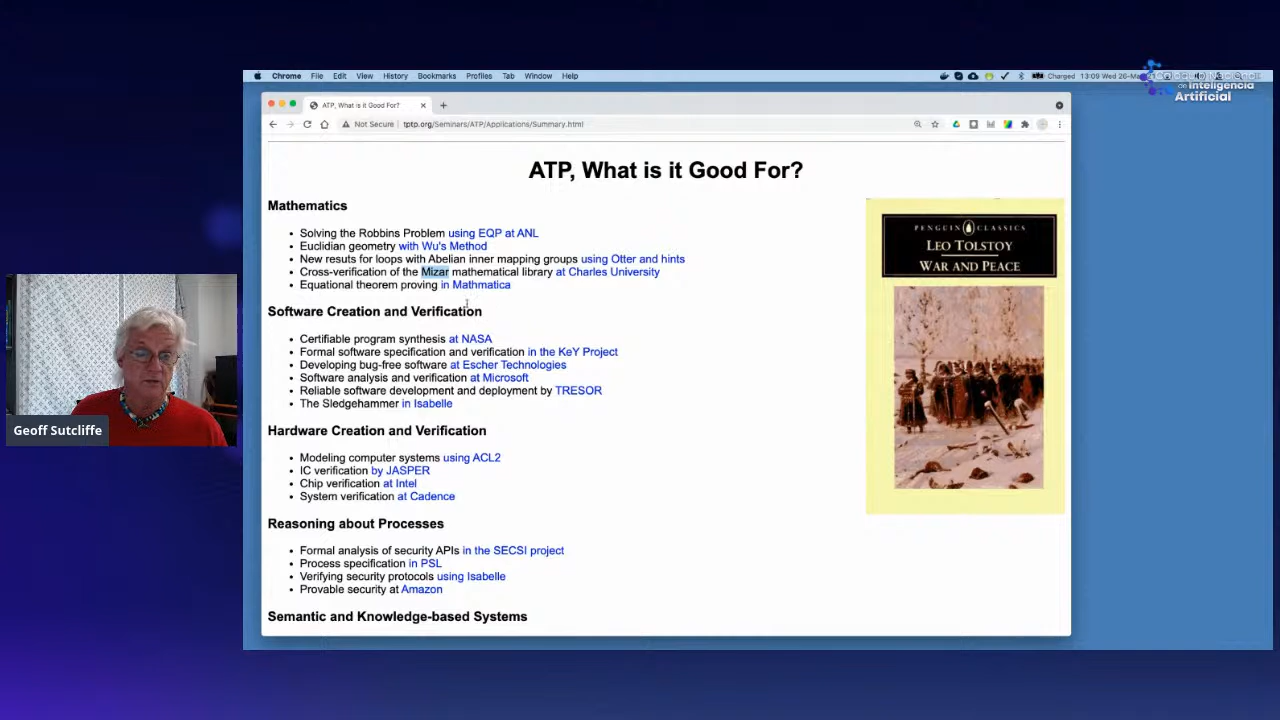 Chrome File Edit View History Bookmarks Profiles Tab Window Help
Charged 13:09 Wed 26-Ma
de Inteligencia
Artificial
ATP, What is it Good For?
Not Secure tptp.org/Seminars/ATP/Applications/Summary.html
ATP, What is it Good For?
Mathematics
• Solving the Robbins Problem using EQP at ANL
• Euclidian geometry with Wu's Method
• New resuts for loops with Abelian inner mapping groups using Otter and hints
• Cross-verification of the Mizar mathematical library at Charles University
• Equational theorem proving in Mathmatica
Software Creation and Verification
• Certifiable program synthesis at NASA
• Formal software specification and verification in the KeY Project
• Developing bug-free software at Escher Technologies
• Software analysis and verification at Microsoft
• Reliable software development and deployment by TRESOR
• The Sledgehammer in Isabelle
Hardware Creation and Verification
• Modeling computer systems using ACL2
• IC verification by JASPER
• Chip verification at Intel
• System verification at Cadence
Reasoning about Processes
• Formal analysis of security APIs in the SECSI project
• Process specification in PSL
• Verifying security protocols using Isabelle
• Provable security at Amazon
Semantic and Knowledge-based Systems
PENGUIN CLASSICS
LEO TOLSTOY
WAR AND PEACE
Geoff Sutcliffe